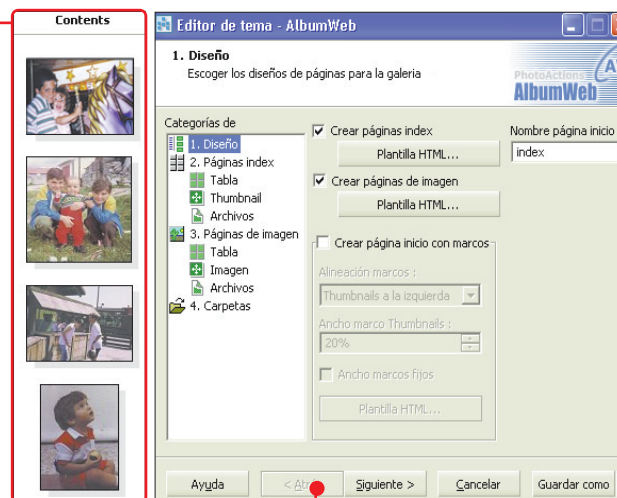 Contents
Editor de tema - AlbumWeb
1. Diseño
Escoger los diseños de páginas para la galeria
PhotoActions
AlbumWeb
Categorías de
1. Diseño
2. Páginas index
Tabla
Thumbnail
Archivos
3. Páginas de imagen
Tabla
Imagen
Archivos
4. Carpetas
Crear páginas index
Plantilla HTML...
Crear páginas de imagen
Plantilla HTML...
Nombre página inicio
index
Crear página inicio con marcos
Alineación marcos :
Thumbnails a la izquierda
Ancho marco Thumbnails :
20%
Ancho marcos fijos
Plantilla HTML...
Ayuda
Siguiente >
Cancelar
Guardar como